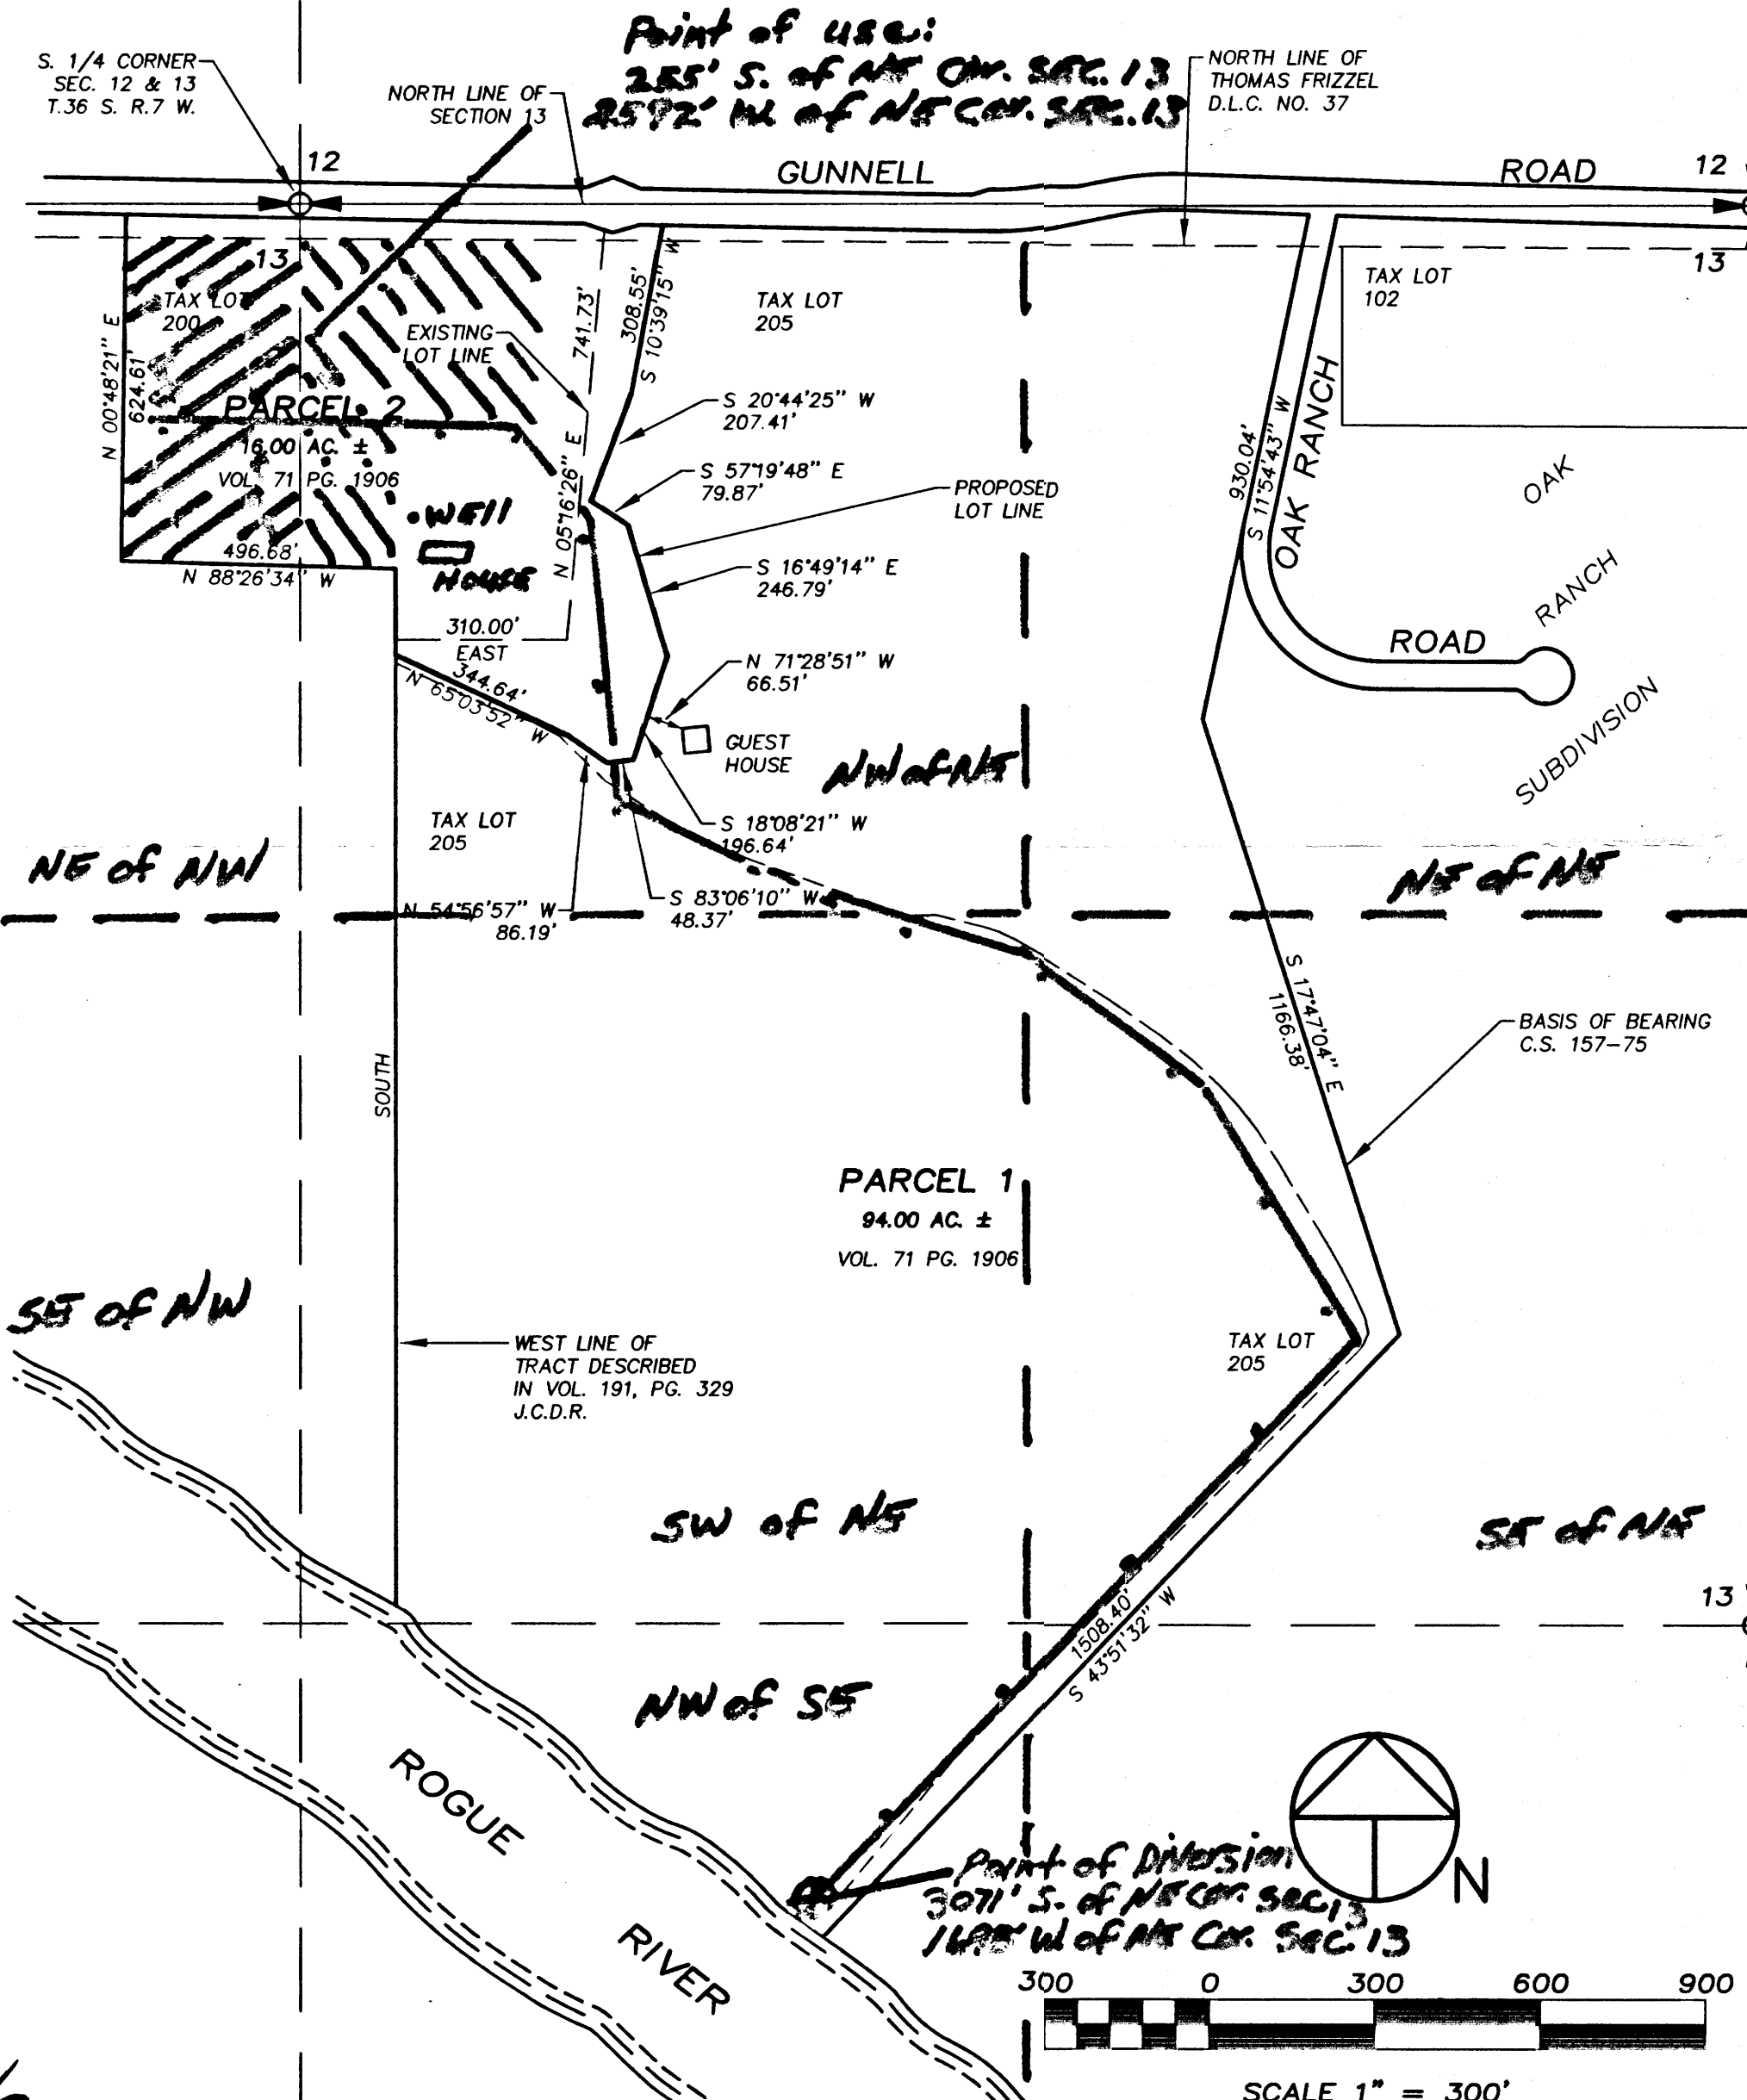 Point of use:
255' S. of NE Cor. SEC. 13
2592' W. of NE Cor. SEC. 13
S. 1/4 CORNER
SEC. 12 & 13
T.36 S. R.7 W.
NORTH LINE OF
SECTION 13
NORTH LINE OF
THOMAS FRIZZEL
D.L.C. NO. 37
12
GUNNELL
ROAD
12
13
13
TAX LOT
200
EXISTING
LOT LINE
741.73'
N 05°16'26" E
308.55'
S 10°39'15" W
TAX LOT
205
TAX LOT
102
N 00°48'21" E
624.61'
PARCEL 2
16.00 AC. ±
VOL. 71 PG. 1906
S 20°44'25" W
207.41'
S 57°19'48" E
79.87'
PROPOSED
LOT LINE
930.04'
S 11°54'43" W
OAK RANCH
ROAD
OAK
RANCH
SUBDIVISION
WEll
HOUSE
496.68'
N 88°26'34" W
S 16°49'14" E
246.79'
310.00'
EAST
344.64'
N 65°03'52" W
N 71°28'51" W
66.51'
GUEST
HOUSE
NW of NE
S 18°08'21" W
196.64'
TAX LOT
205
NE of NW
NE of NE
N 54°56'57" W
86.19'
S 83°06'10" W
48.37'
S 17°47'04" E
1166.38'
BASIS OF BEARING
C.S. 157-75
SOUTH
PARCEL 1
94.00 AC. ±
VOL. 71 PG. 1906
SE of NW
WEST LINE OF
TRACT DESCRIBED
IN VOL. 191, PG. 329
J.C.D.R.
TAX LOT
205
SW of NE
SE of NE
13
1508.40'
S 43°51'32" W
NW of SE
ROGUE
RIVER
N
Point of Diversion
3071' S. of NE Cor. Sec 13
W of NE Cor. Sec. 13
300 0 300 600 900
SCALE 1" = 300'